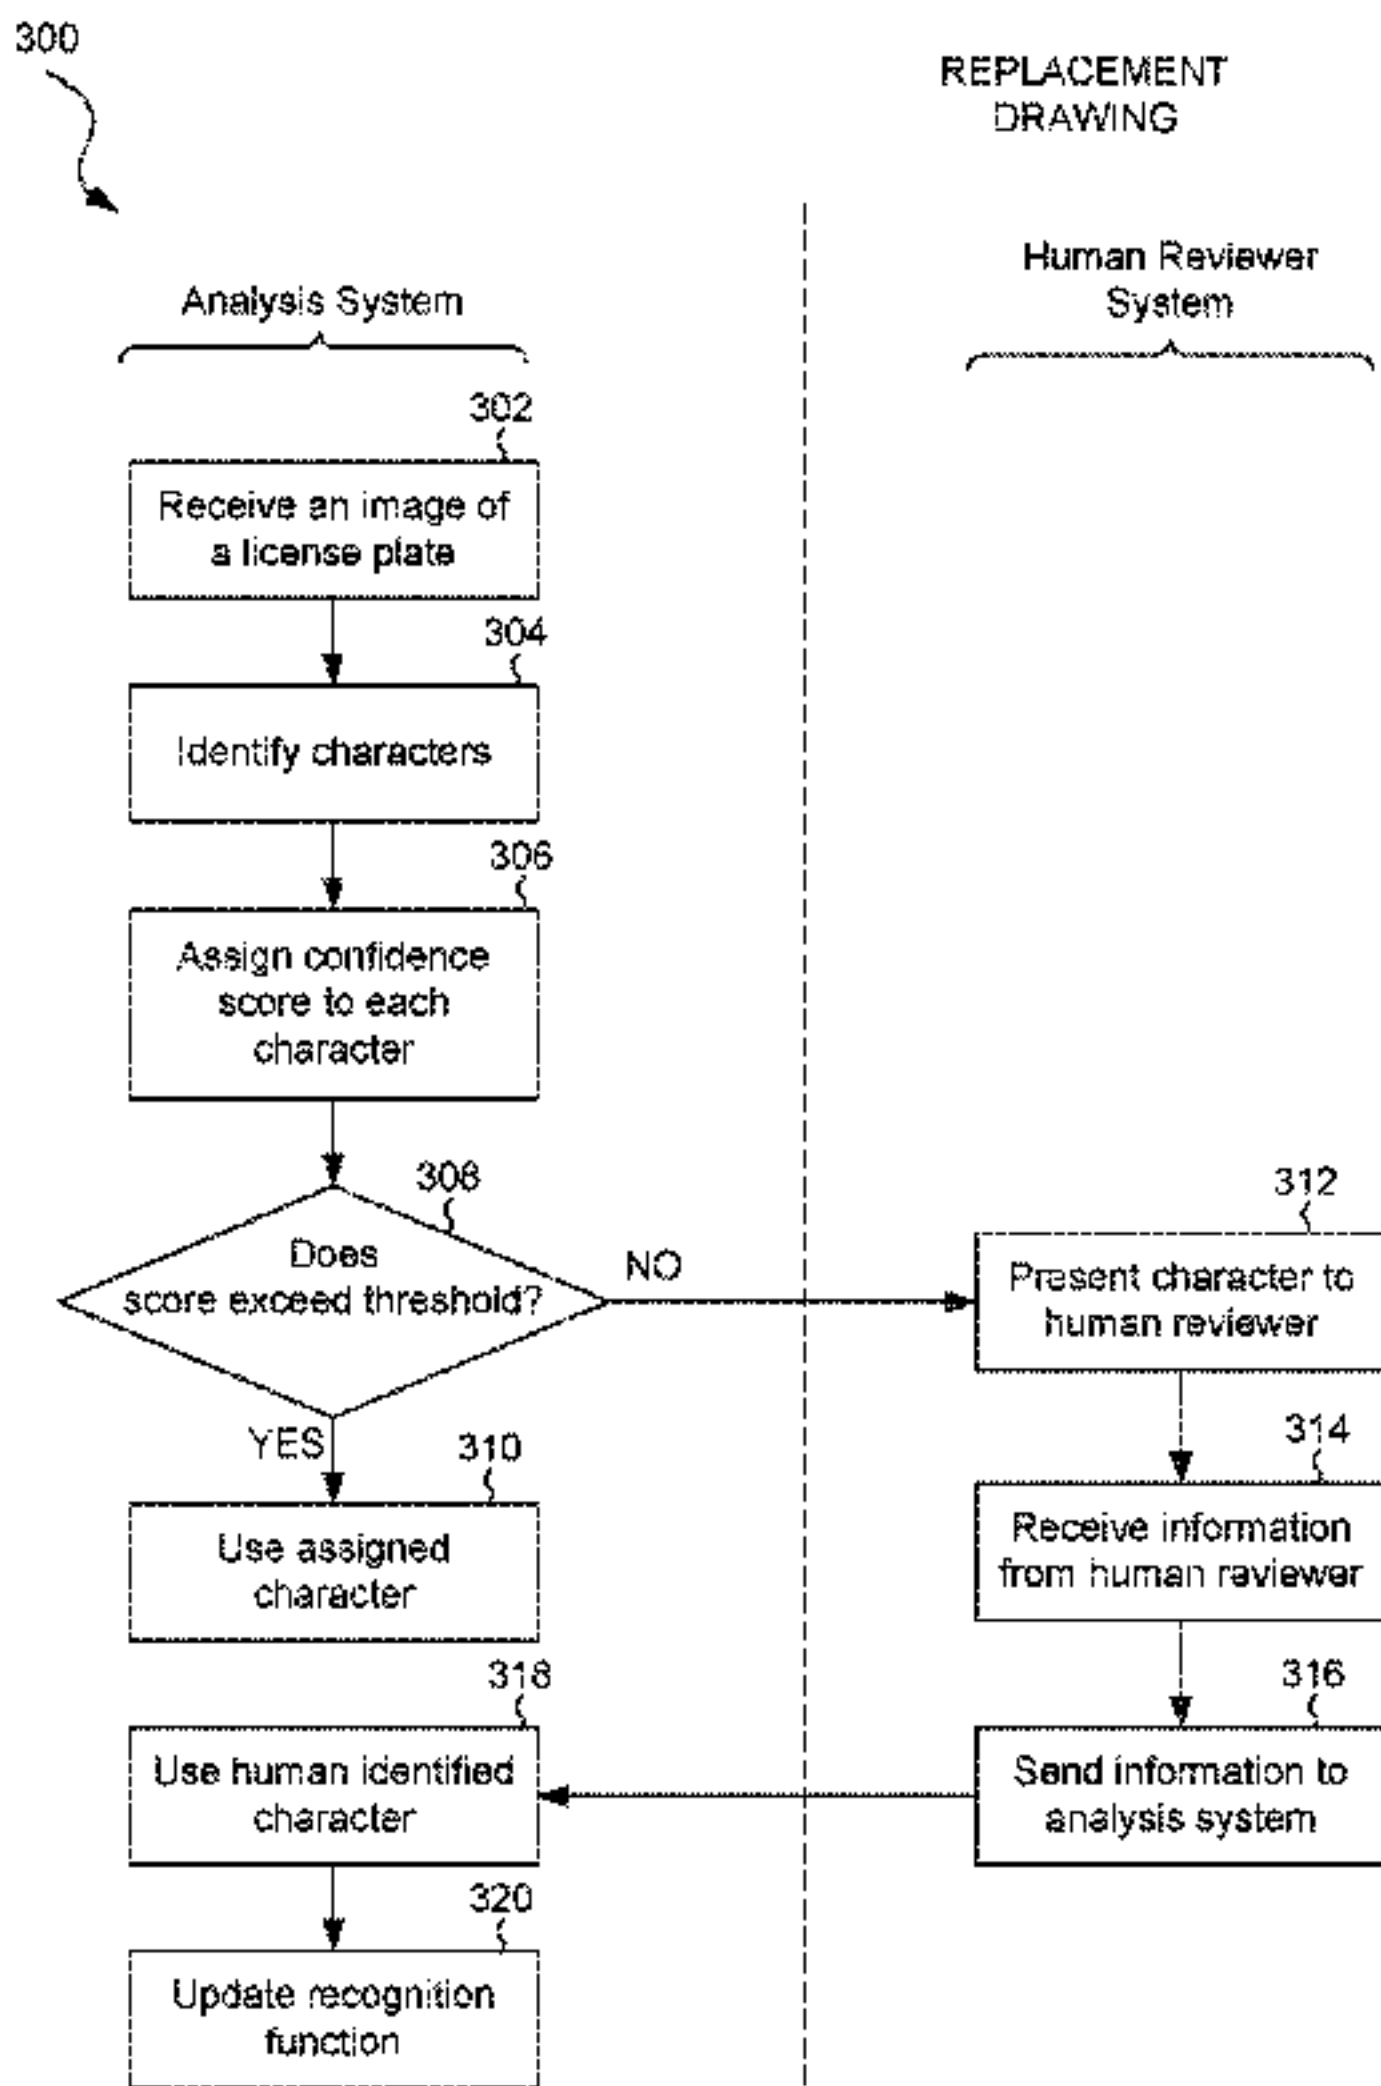 300
REPLACEMENT
DRAWING
Analysis System
Human Reviewer
System
302
Receive an image of
a license plate
304
Identify characters
306
Assign confidence
score to each
character
308
Does
score exceed threshold?
NO
YES
310
Use assigned
character
312
Present character to
human reviewer
314
Receive information
from human reviewer
316
Send information to
analysis system
318
Use human identified
character
320
Update recognition
function